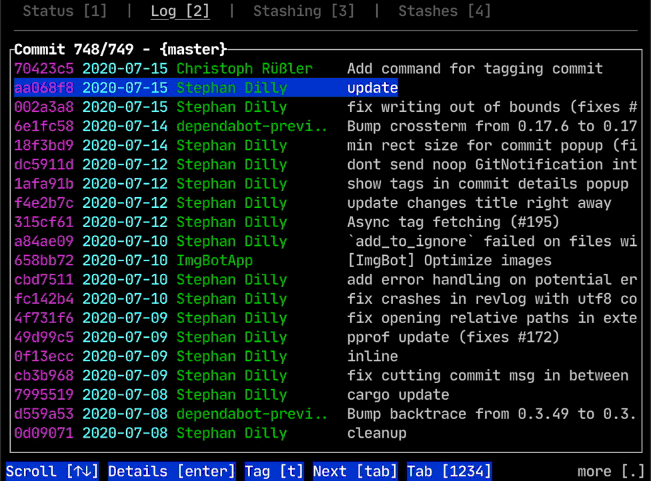 Status [1] | Log [2] | Stashing [3] | Stashes [4]
Commit 748/749 - {master}
70423c5 2020-07-15 Christoph Rüßler Add command for tagging commit
aa068f8 2020-07-15 Stephan Dilly update
002a3a8 2020-07-15 Stephan Dilly fix writing out of bounds (fixes #
6e1fc58 2020-07-14 dependabot-previ.. Bump crossterm from 0.17.6 to 0.17
18f3bd9 2020-07-14 Stephan Dilly min rect size for commit popup (fi
dc5911d 2020-07-12 Stephan Dilly dont send noop GitNotification int
1afa91b 2020-07-12 Stephan Dilly show tags in commit details popup
f4e2b7c 2020-07-12 Stephan Dilly update changes title right away
315cf61 2020-07-12 Stephan Dilly Async tag fetching (#195)
a84ae09 2020-07-10 Stephan Dilly `add_to_ignore` failed on files wi
658bb72 2020-07-10 ImgBotApp [ImgBot] Optimize images
cbd7511 2020-07-10 Stephan Dilly add error handling on potential er
fc142b4 2020-07-10 Stephan Dilly fix crashes in revlog with utf8 co
4f731f6 2020-07-09 Stephan Dilly fix opening relative paths in exte
49d99c5 2020-07-09 Stephan Dilly pprof update (fixes #172)
0f13ecc 2020-07-09 Stephan Dilly inline
cb3b968 2020-07-09 Stephan Dilly fix cutting commit msg in between
7995519 2020-07-08 Stephan Dilly cargo update
d559a53 2020-07-08 dependabot-previ.. Bump backtrace from 0.3.49 to 0.3.
0d09071 2020-07-08 Stephan Dilly cleanup
Scroll [↑↓] Details [enter] Tag [t] Next [tab] Tab [1234] more [.]